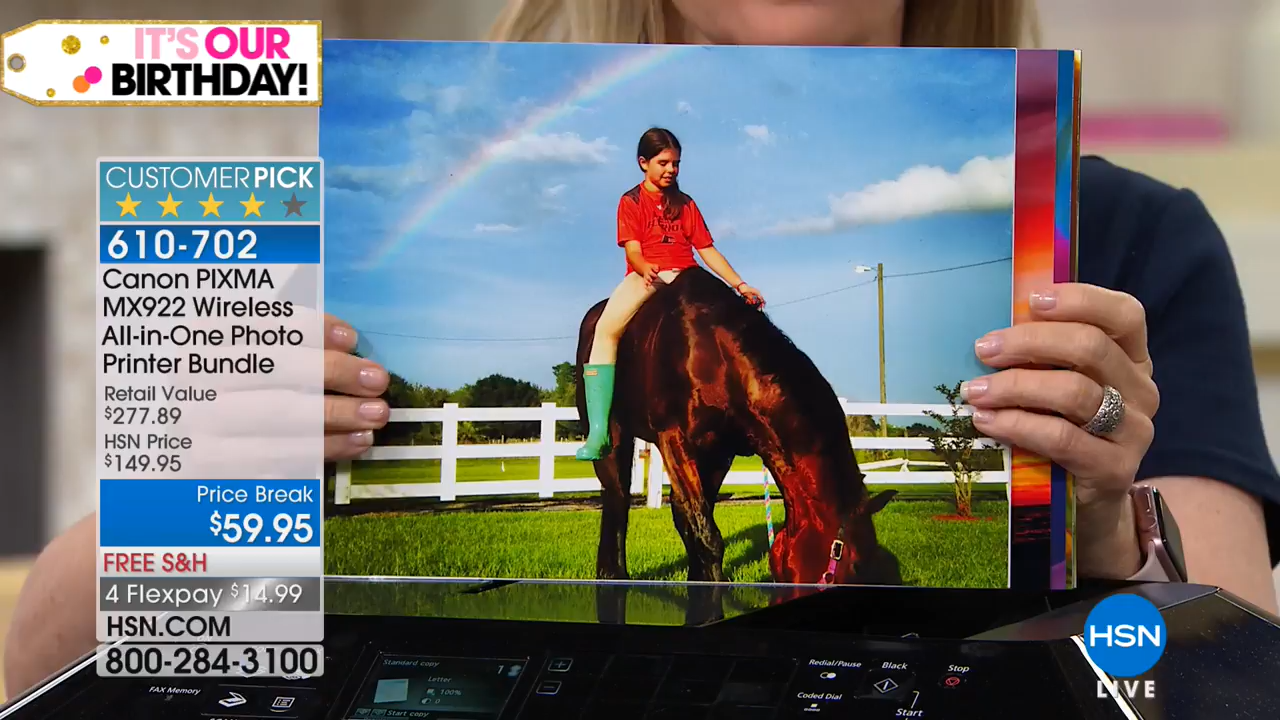 IT'S OUR
BIRTHDAY!
CUSTOMER PICK
610-702
Canon PIXMA
MX922 Wireless
All-in-One Photo
Printer Bundle
Retail Value
$277.89
HSN Price
$149.95
Price Break
$59.95
FREE S&H
4 Flexpay $14.99
HSN.COM
800-284-3100
FAX Memory
Standard copy
1
Letter
100%
Start copy
Redial/Pause
Black
Stop
Coded Dial
Start
HSN
LIVE